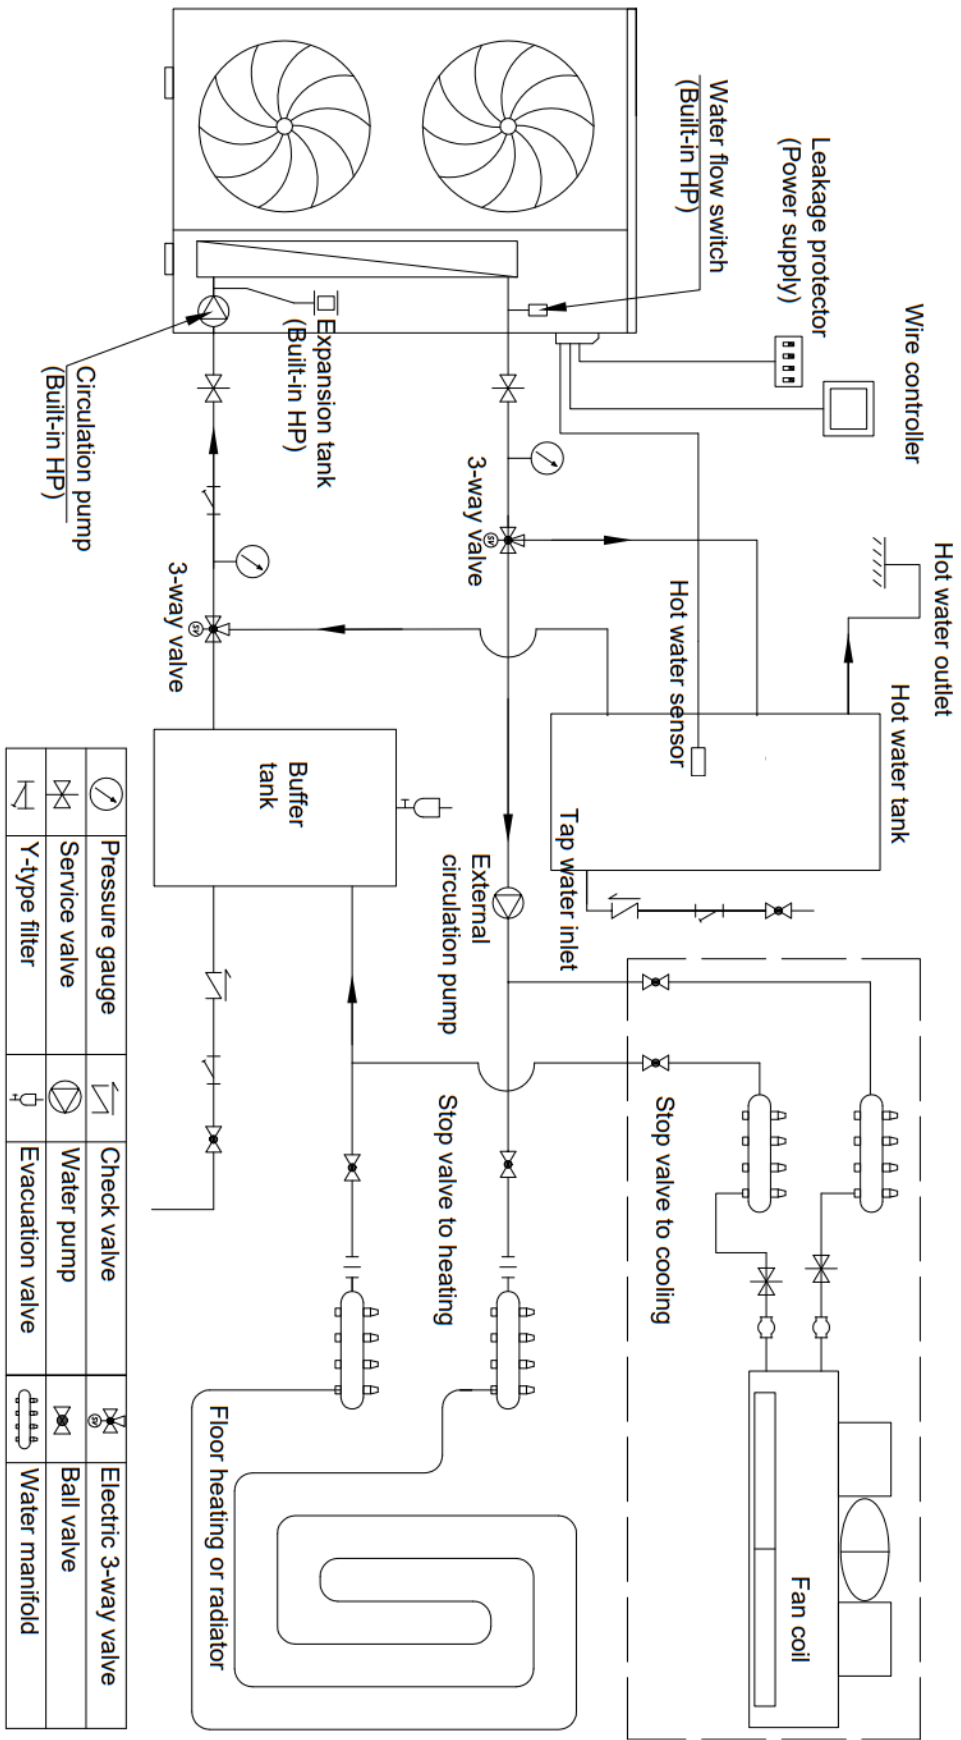 Wire controller
Leakage protector
(Power supply)
Water flow switch
(Built-in HP)
Expansion tank
(Built-in HP)
Circulation pump
(Built-in HP)
Hot water outlet
Hot water tank
Hot water sensor
3-way valve
SV
3-way valve
SV
Tap water inlet
External
circulation pump
Buffer
tank
Stop valve to cooling
Stop valve to heating
Fan coil
Floor heating or radiator
Pressure gauge
Check valve
Electric 3-way valve
SV
Service valve
Water pump
Ball valve
Y-type filter
Evacuation valve
Water manifold